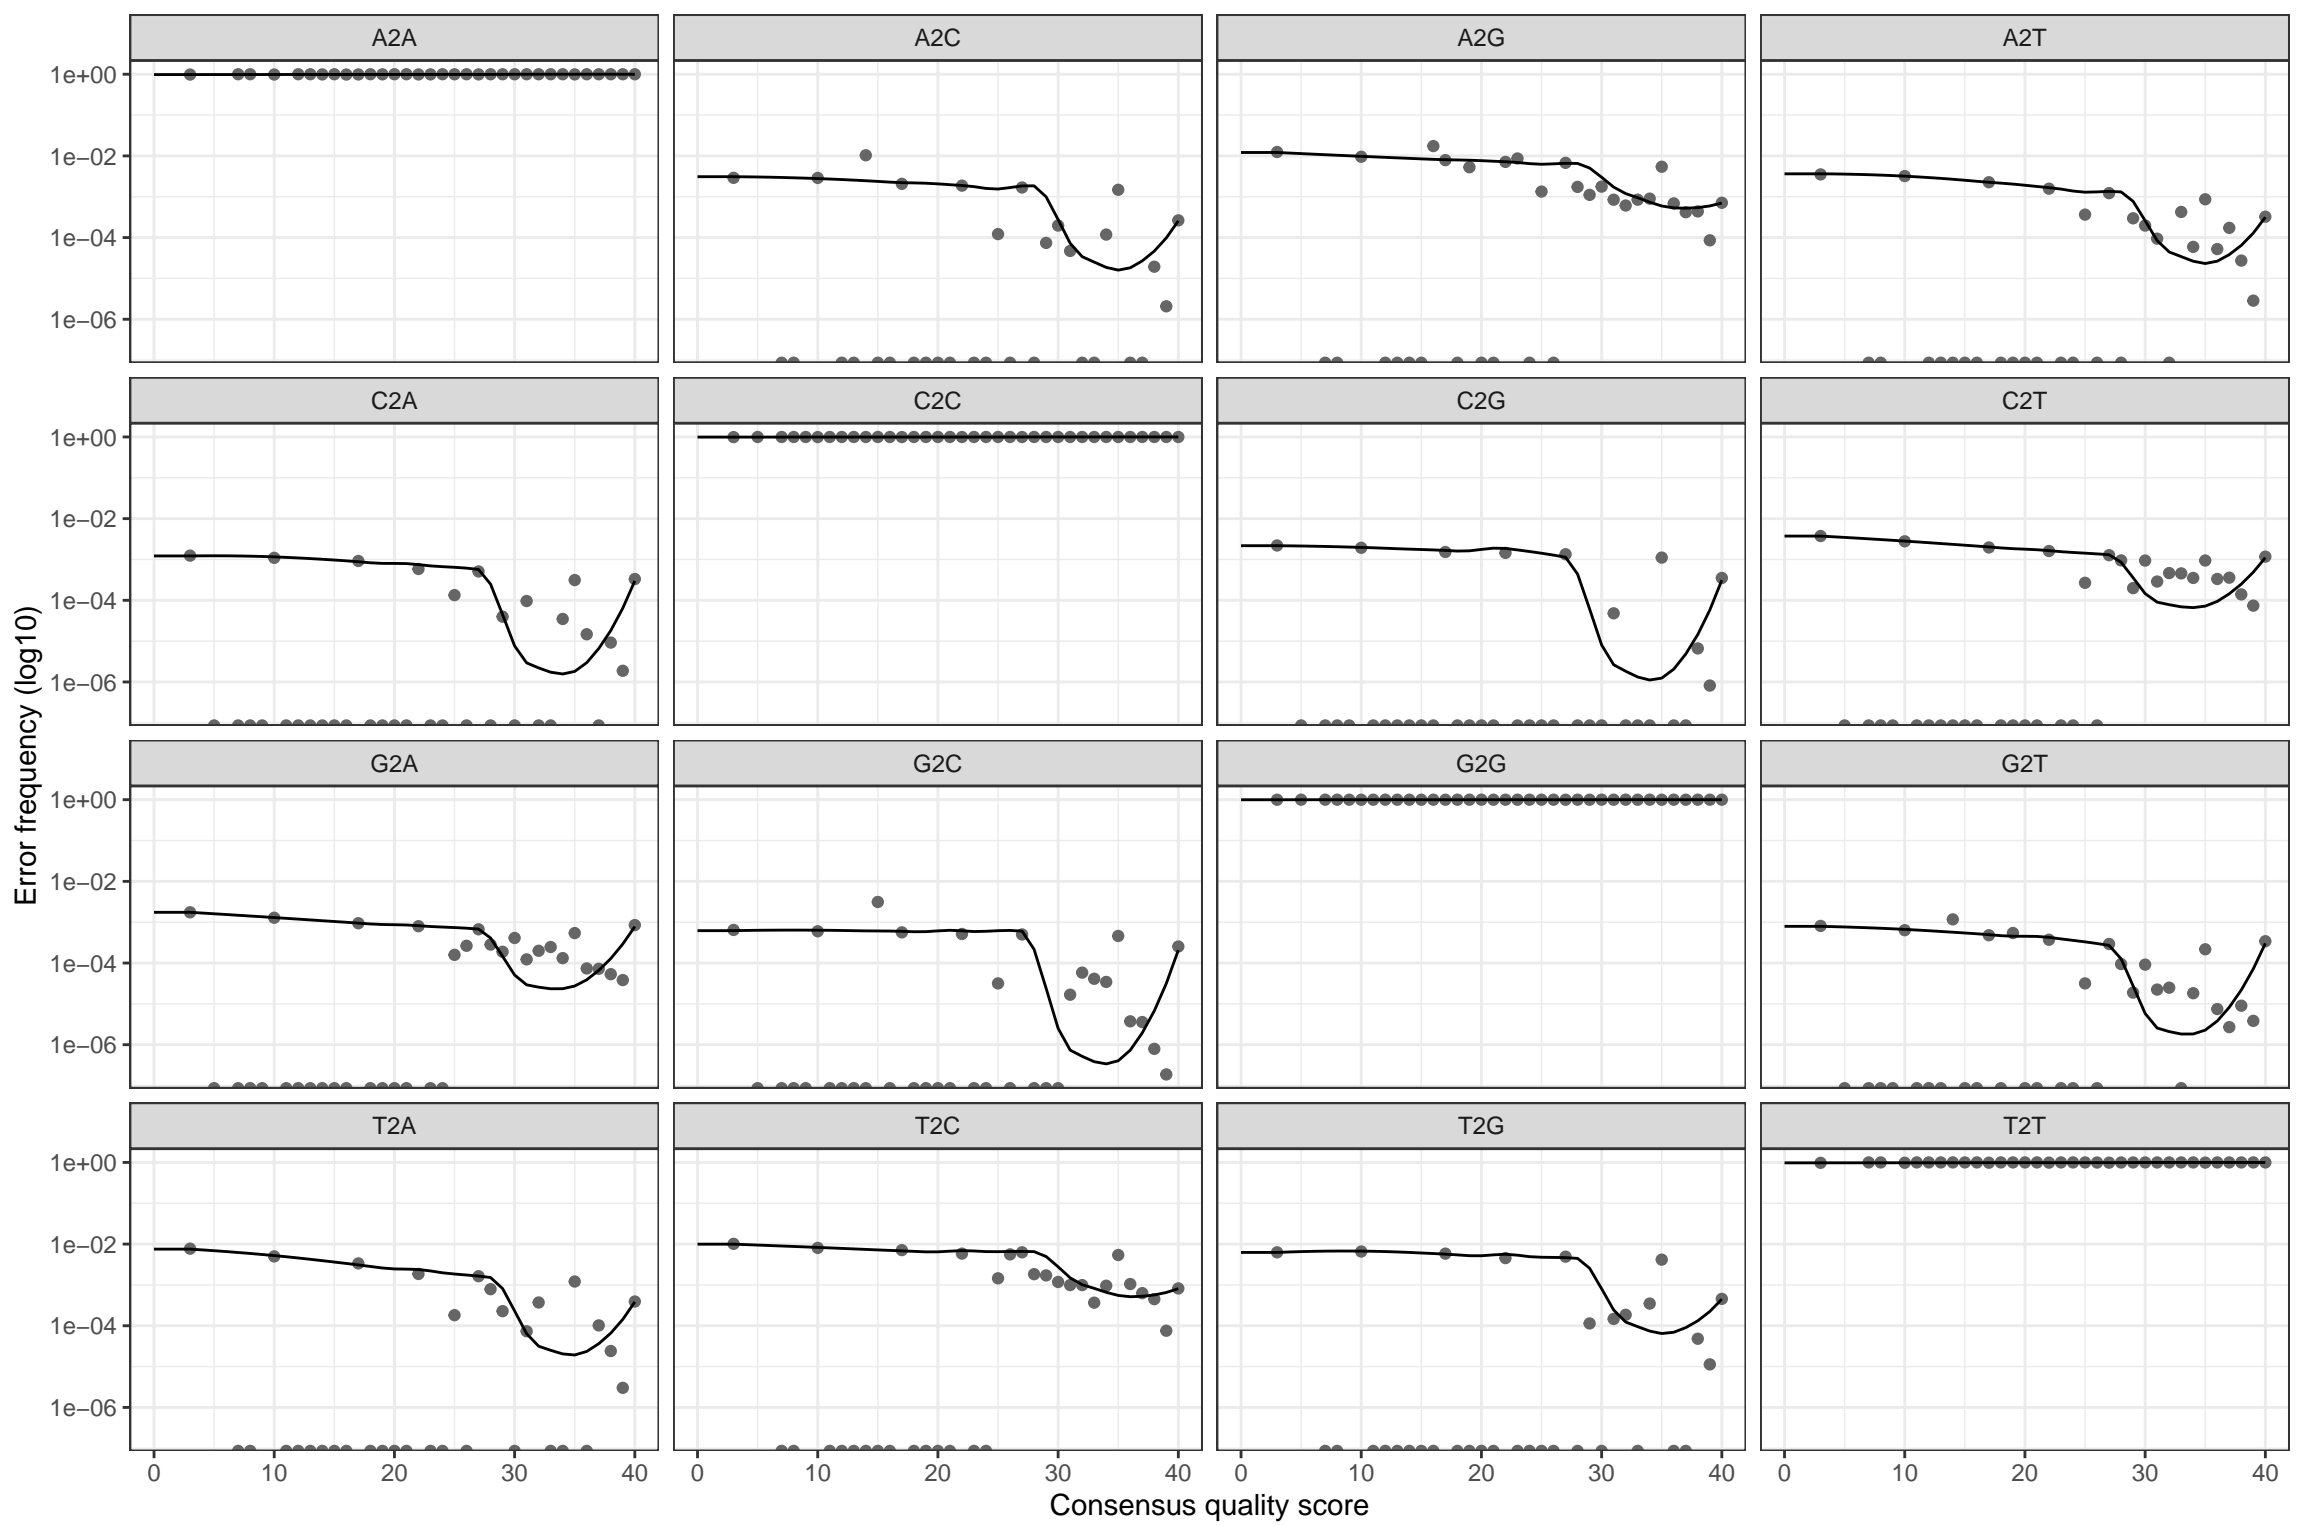 A2A A2C A2G A2T
1e+00
1e−02
1e−04
1e−06
C2A C2C C2G C2T
1e+00
1e−02
1e−04
1e−06
G2A G2C G2G G2T
1e+00
1e−02
1e−04
1e−06
T2A T2C T2G T2T
1e+00
1e−02
1e−04
1e−06
0 10 20 30 40 0 10 20 30 40 0 10 20 30 40 0 10 20 30 40
Consensus quality score
Error frequency (log10)